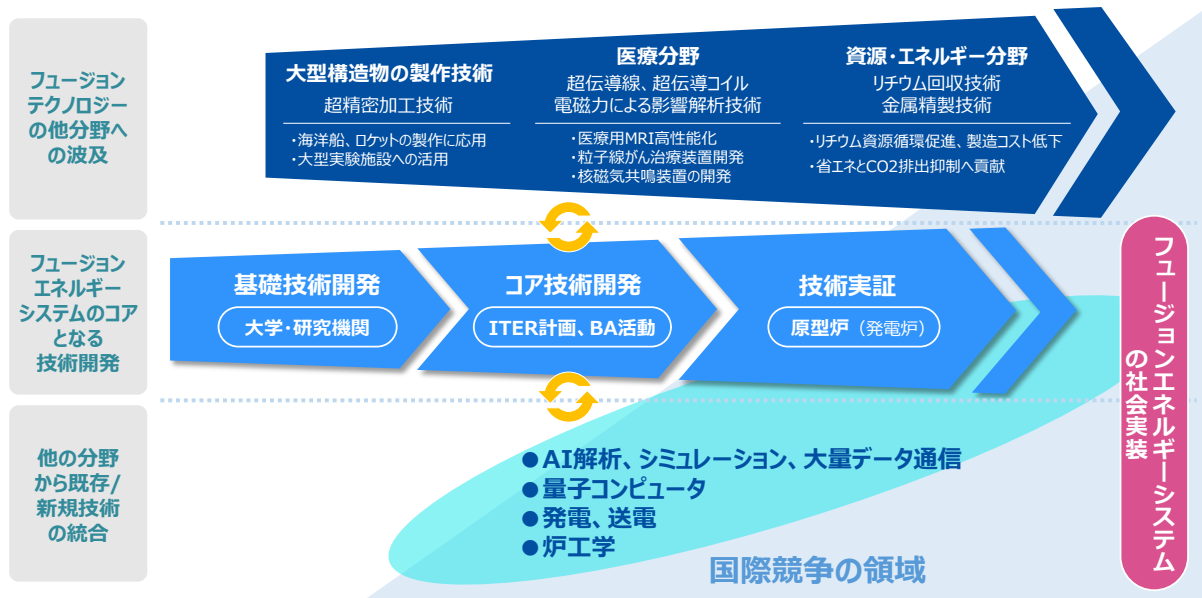 フュージョン
テクノロジー
の他分野へ
の波及
大型構造物の製作技術
超精密加工技術
・海洋船、ロケットの製作に応用
・大型実験施設への活用
医療分野
超伝導線、超伝導コイル
電磁力による影響解析技術
・医療用MRI高性能化
・粒子線がん治療装置開発
・核磁気共鳴装置の開発
資源・エネルギー分野
リチウム回収技術
金属精製技術
・リチウム資源循環促進、製造コスト低下
・省エネとCO2排出抑制へ貢献
フュージョン
エネルギー
システムのコア
となる
技術開発
基礎技術開発
大学・研究機関
コア技術開発
ITER計画、BA活動
技術実証
原型炉（発電炉）
他の分野
から既存/
新規技術
の統合
●AI解析、シミュレーション、大量データ通信
●量子コンピュータ
●発電、送電
●炉工学
国際競争の領域
フュージョンエネルギーシステム
の社会実装